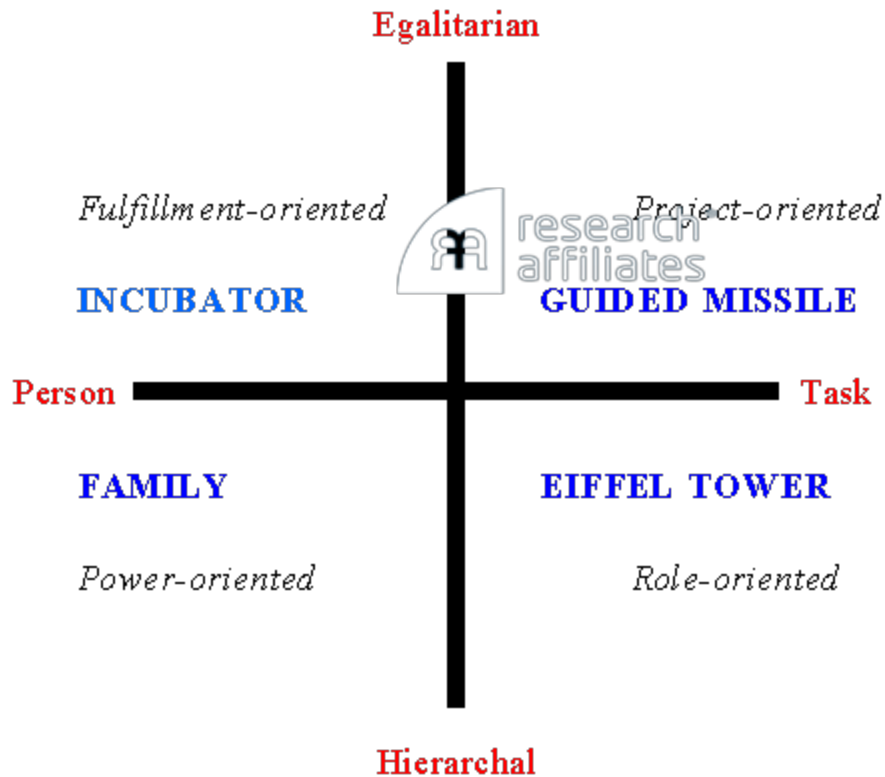 Egalitarian
Fulfillment-oriented
Project-oriented
research
affiliates
INCUBATOR
GUIDED MISSILE
Person
Task
FAMILY
EIFFEL TOWER
Power-oriented
Role-oriented
Hierarchal